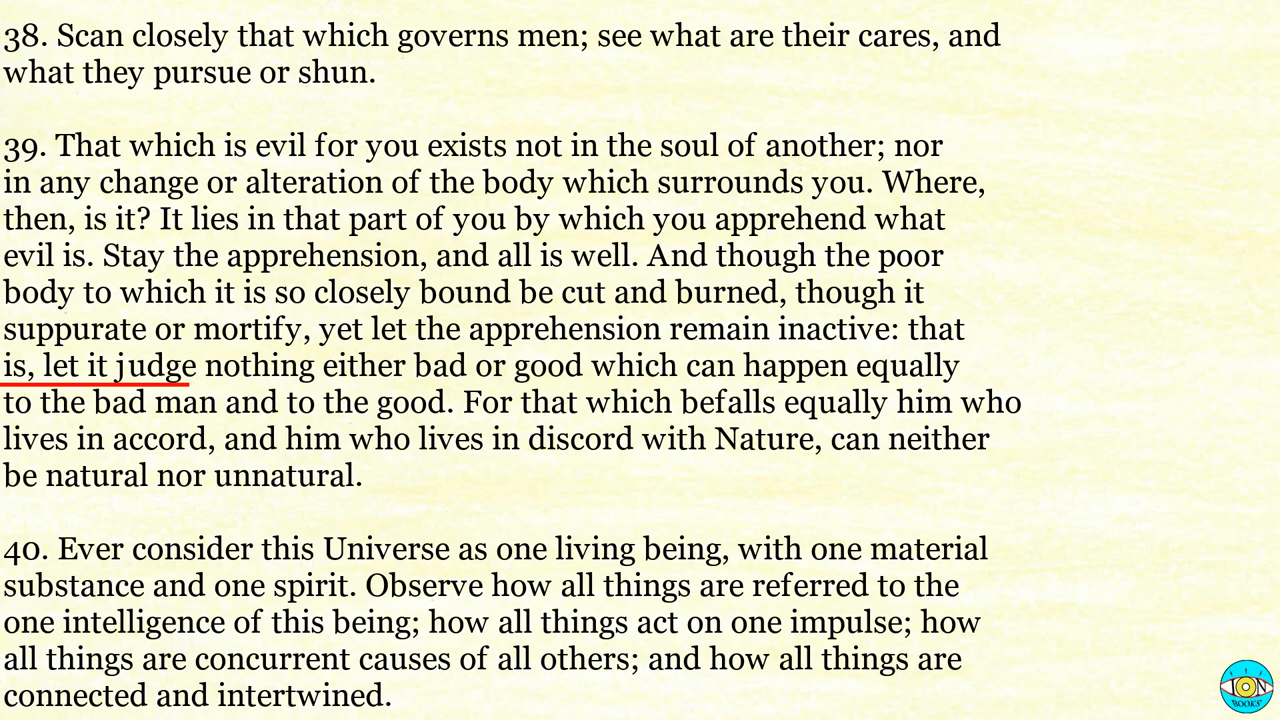 38. Scan closely that which governs men; see what are their cares, and
what they pursue or shun.
39. That which is evil for you exists not in the soul of another; nor
in any change or alteration of the body which surrounds you. Where,
then, is it? It lies in that part of you by which you apprehend what
evil is. Stay the apprehension, and all is well. And though the poor
body to which it is so closely bound be cut and burned, though it
suppurate or mortify, yet let the apprehension remain inactive: that
is, let it judge nothing either bad or good which can happen equally
to the bad man and to the good. For that which befalls equally him who
lives in accord, and him who lives in discord with Nature, can neither
be natural nor unnatural.
40. Ever consider this Universe as one living being, with one material
substance and one spirit. Observe how all things are referred to the
one intelligence of this being; how all things act on one impulse; how
all things are concurrent causes of all others; and how all things are
connected and intertwined.
ION
BOOKS